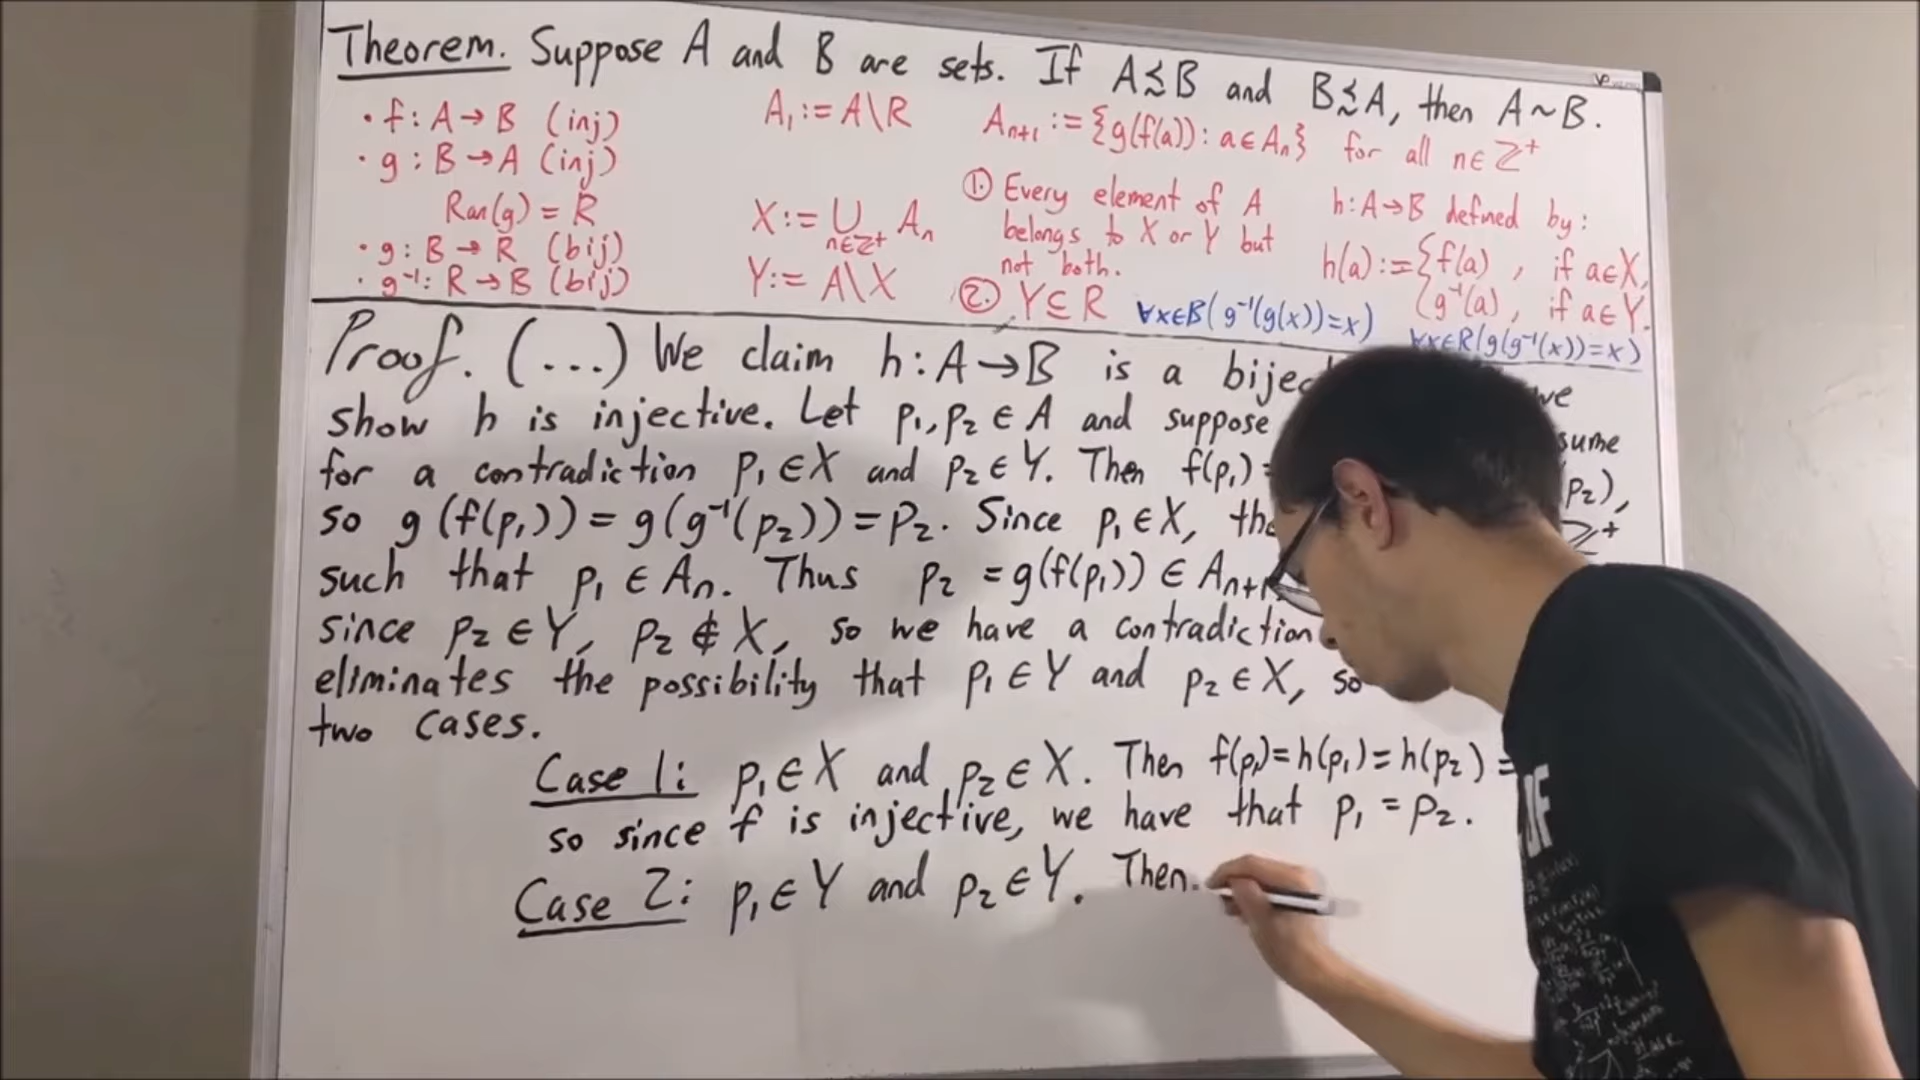 Theorem. Suppose A and B are sets. If A≾B and B≾A, then A~B.
• f: A→B (inj)
• g: B→A (inj)
Ran(g) = R
• g: B→R (bij)
• g⁻¹: R→B (bij)
A₁ := A\R
X := ⋃ₙ∈ℤ⁺ Aₙ
Y := A\X
Aₙ₊₁ := {g(f(a)): a∈Aₙ} for all n∈ℤ⁺
①. Every element of A
belongs to X or Y but
not both.
②. Y⊆R
h: A→B defined by:
h(a) := {f(a), if a∈X,
g⁻¹(a), if a∈Y.
∀x∈B(g⁻¹(g(x))=x)
∀x∈R(g(g⁻¹(x))=x)
Proof. (...) We claim h: A→B is a we
show h is injective. Let p₁, p₂ ∈ A and suppose
for a contradiction p₁ ∈ X and p₂ ∈ Y. Then f(p₁) = (p₂),
so g(f(p₁)) = g(g⁻¹(p₂)) = p₂. Since p₁ ∈ X, ℤ⁺
such that p₁ ∈ Aₙ. Thus p₂ = g(f(p₁)) ∈ Aₙ₊₁
since p₂ ∈ Y, p₂ ∉ X, so we have a contradiction
eliminates the possibility that p₁ ∈ Y and p₂ ∈ X, so
two cases.
Case 1: p₁ ∈ X and p₂ ∈ X. Then f(p₁) = h(p₁) = h(p₂) =
so since f is injective, we have that p₁ = p₂.
Case 2: p₁ ∈ Y and p₂ ∈ Y. Then